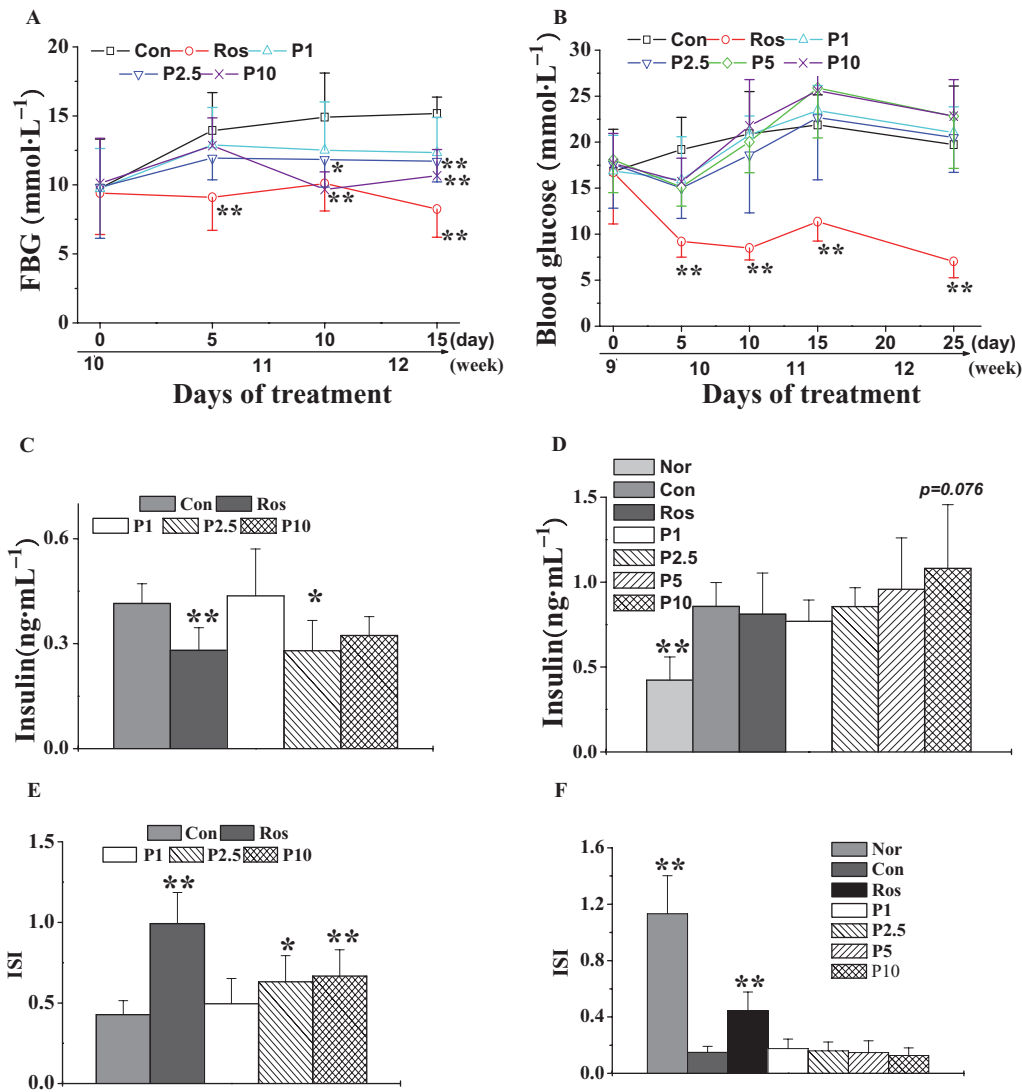 A
Con Ros P1
P2.5 P10
FBG (mmol·L−1)
20
15
10
5
0
** * ** ** ** **
0 5 10 15 (day)
10 11 12 (week)
Days of treatment
B
Con Ros P1
P2.5 P5 P10
Blood glucose (mmol·L−1)
30
25
20
15
10
5
0
** ** ** **
0 5 10 15 20 25 (day)
9 10 11 12 (week)
Days of treatment
C
Con Ros
P1 P2.5 P10
Insulin(ng·mL−1)
0.6
0.3
0.0
** *
D
Nor
Con
Ros
P1
P2.5
P5
P10
Insulin(ng·mL−1)
1.5
1.0
0.5
0.0
**
p=0.076
E
Con Ros
P1 P2.5 P10
ISI
1.5
1.0
0.5
0.0
** * **
F
Nor
Con
Ros
P1
P2.5
P5
P10
ISI
1.6
1.2
0.8
0.4
0.0
** **